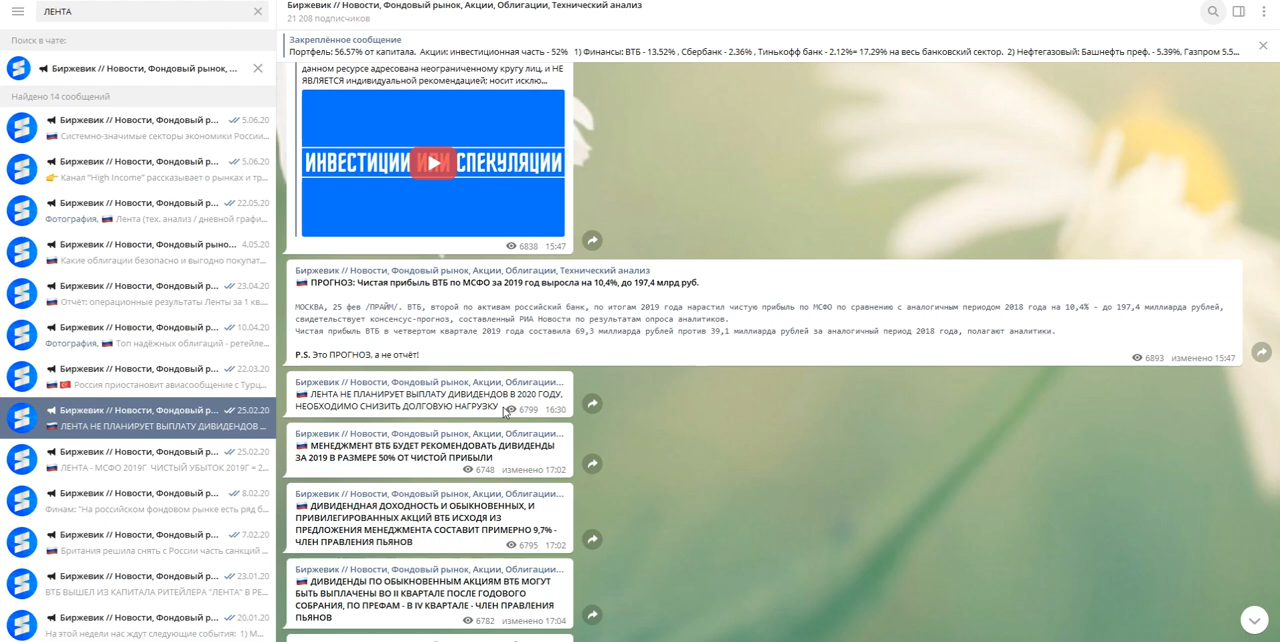 ЛЕНТА
Поиск в чате:
Биржевик // Новости, Фондовый рынок, ...
Найдено 14 сообщений
Биржевик // Новости, Фондовый р... 5.06.20
Системно-значимые секторы экономики России...
Биржевик // Новости, Фондовый р... 5.06.20
Канал "High Income" рассказывает о рынках и тр...
Биржевик // Новости, Фондовый р... 22.05.20
Фотография, Лента (тех. анализ / дневной графи...
Биржевик // Новости, Фондовый рыно... 4.05.20
Какие облигации безопасно и выгодно покупат...
Биржевик // Новости, Фондовый р... 23.04.20
Отчёт: операционные результаты Ленты за 1 кв...
Биржевик // Новости, Фондовый р... 10.04.20
Фотография, Топ надёжных облигаций - ретейле...
Биржевик // Новости, Фондовый р... 22.03.20
Россия приостановит авиасообщение с Турц...
Биржевик // Новости, Фондовый р... 25.02.20
ЛЕНТА НЕ ПЛАНИРУЕТ ВЫПЛАТУ ДИВИДЕНДОВ ...
Биржевик // Новости, Фондовый р... 25.02.20
ЛЕНТА - МСФО 2019Г ЧИСТЫЙ УБЫТОК 2019Г = 2...
Биржевик // Новости, Фондовый р... 8.02.20
Финам: "На российском фондовом рынке есть ряд б...
Биржевик // Новости, Фондовый р... 7.02.20
Британия решила снять с России часть санкций ...
Биржевик // Новости, Фондовый р... 23.01.20
ВТБ ВЫШЕЛ ИЗ КАПИТАЛА РИТЕЙЛЕРА "ЛЕНТА" В РЕ...
Биржевик // Новости, Фондовый р... 20.01.20
На этой недели нас ждут следующие события: 1) М...
Биржевик // Новости, Фондовый рынок, Акции, Облигации, Технический анализ
21 208 подписчиков
Закреплённое сообщение
Портфель: 56.57% от капитала. Акции: инвестиционная часть - 52% 1) Финансы: ВТБ - 13.52% , Сбербанк - 2.36% , Тинькофф банк - 2.12%= 17.29% на весь банковский сектор. 2) Нефтегазовый: Башнефть преф. - 5.39%, Газпром 5.5...
данном ресурсе адресована неограниченному кругу лиц, и НЕ
ЯВЛЯЕТСЯ индивидуальной рекомендацией; носит исклю...
ИНВЕСТИЦИИ ИЛИ СПЕКУЛЯЦИИ
6838 15:47
Биржевик // Новости, Фондовый рынок, Акции, Облигации, Технический анализ
ПРОГНОЗ: Чистая прибыль ВТБ по МСФО за 2019 год выросла на 10,4%, до 197,4 млрд руб.
МОСКВА, 25 фев /ПРАЙМ/. ВТБ, второй по активам российский банк, по итогам 2019 года нарастил чистую прибыль по МСФО по сравнению с аналогичным периодом 2018 года на 10,4% - до 197,4 миллиарда рублей,
свидетельствует консенсус-прогноз, составленный РИА Новости по результатам опроса аналитиков.
Чистая прибыль ВТБ в четвертом квартале 2019 года составила 69,3 миллиарда рублей против 39,1 миллиарда рублей за аналогичный период 2018 года, полагают аналитики.
P.S. Это ПРОГНОЗ, а не отчёт!
6893 изменено 15:47
Биржевик // Новости, Фондовый рынок, Акции, Облигации...
ЛЕНТА НЕ ПЛАНИРУЕТ ВЫПЛАТУ ДИВИДЕНДОВ В 2020 ГОДУ,
НЕОБХОДИМО СНИЗИТЬ ДОЛГОВУЮ НАГРУЗКУ 6799 16:30
Биржевик // Новости, Фондовый рынок, Акции, Облигации...
МЕНЕДЖМЕНТ ВТБ БУДЕТ РЕКОМЕНДОВАТЬ ДИВИДЕНДЫ
ЗА 2019 В РАЗМЕРЕ 50% ОТ ЧИСТОЙ ПРИБЫЛИ
6748 изменено 17:02
Биржевик // Новости, Фондовый рынок, Акции, Облигации...
ДИВИДЕНДНАЯ ДОХОДНОСТЬ И ОБЫКНОВЕННЫХ, И
ПРИВИЛЕГИРОВАННЫХ АКЦИЙ ВТБ ИСХОДЯ ИЗ
ПРЕДЛОЖЕНИЯ МЕНЕДЖМЕНТА СОСТАВИТ ПРИМЕРНО 9,7% -
ЧЛЕН ПРАВЛЕНИЯ ПЬЯНОВ 6795 17:02
Биржевик // Новости, Фондовый рынок, Акции, Облигации...
ДИВИДЕНДЫ ПО ОБЫКНОВЕННЫМ АКЦИЯМ ВТБ МОГУТ
БЫТЬ ВЫПЛАЧЕНЫ ВО II КВАРТАЛЕ ПОСЛЕ ГОДОВОГО
СОБРАНИЯ, ПО ПРЕФАМ - В IV КВАРТАЛЕ - ЧЛЕН ПРАВЛЕНИЯ
ПЬЯНОВ 6782 изменено 17:04